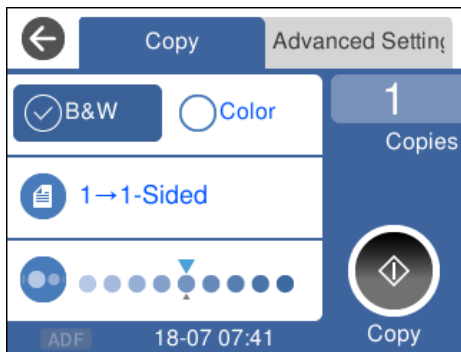 Copy
Advanced Setting
B&W
Color
1
Copies
1→1-Sided
ADF
18-07 07:41
Copy